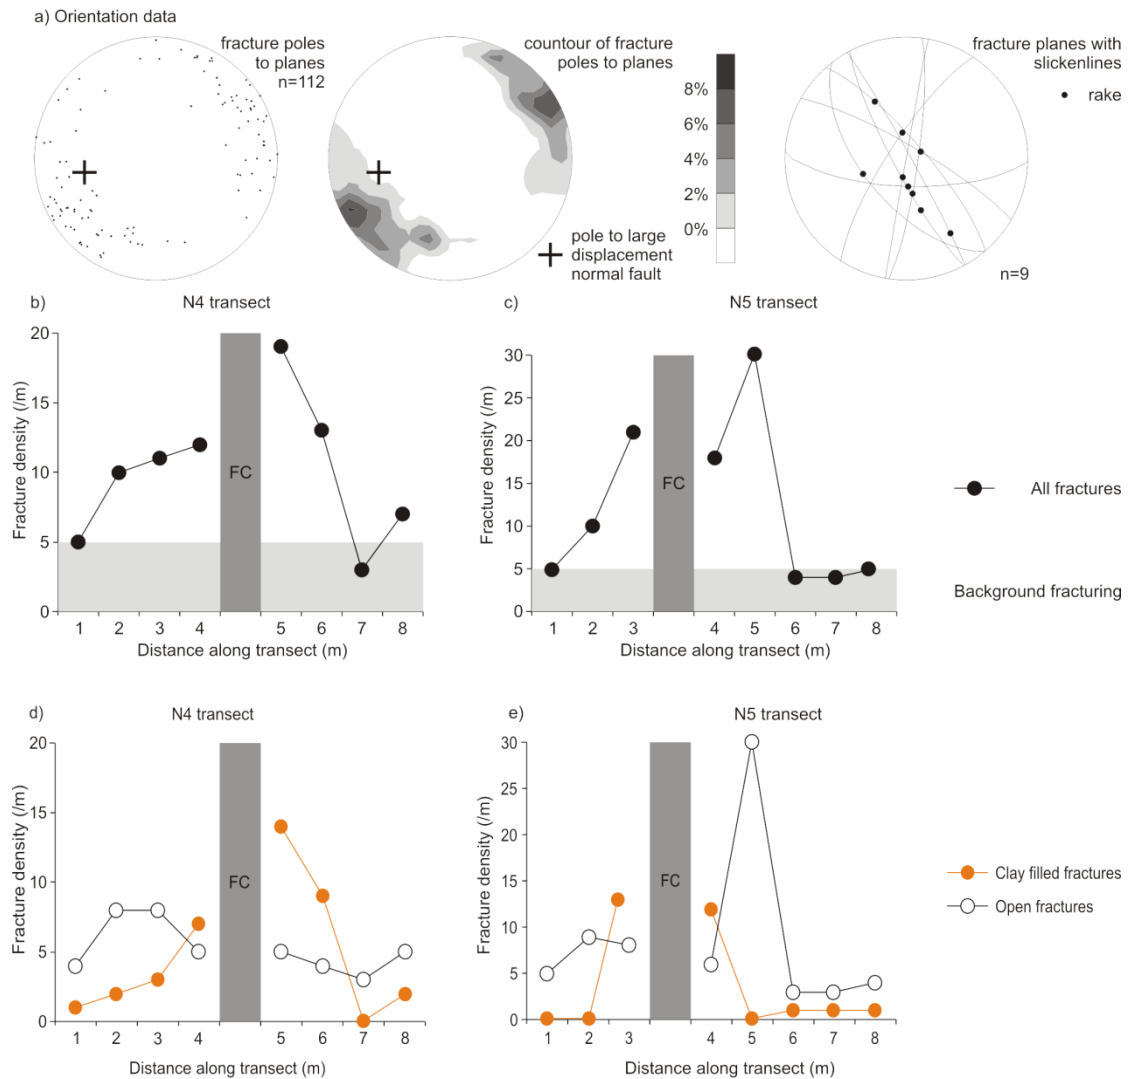 a) Orientation data
fracture poles
to planes
n=112
countour of fracture
poles to planes
8%
6%
4%
2%
0%
pole to large
displacement
normal fault
fracture planes with
slickenlines
rake
n=9
b)
N4 transect
Fracture density (/m)
20
15
10
5
0
FC
1 2 3 4 5 6 7 8
Distance along transect (m)
c)
N5 transect
Fracture density (/m)
30
25
20
15
10
5
0
FC
1 2 3 4 5 6 7 8
Distance along transect (m)
All fractures
Background fracturing
d)
N4 transect
Fracture density (/m)
20
15
10
5
0
FC
1 2 3 4 5 6 7 8
Distance along transect (m)
e)
N5 transect
Fracture density (/m)
30
25
20
15
10
5
0
FC
1 2 3 4 5 6 7 8
Distance along transect (m)
Clay filled fractures
Open fractures